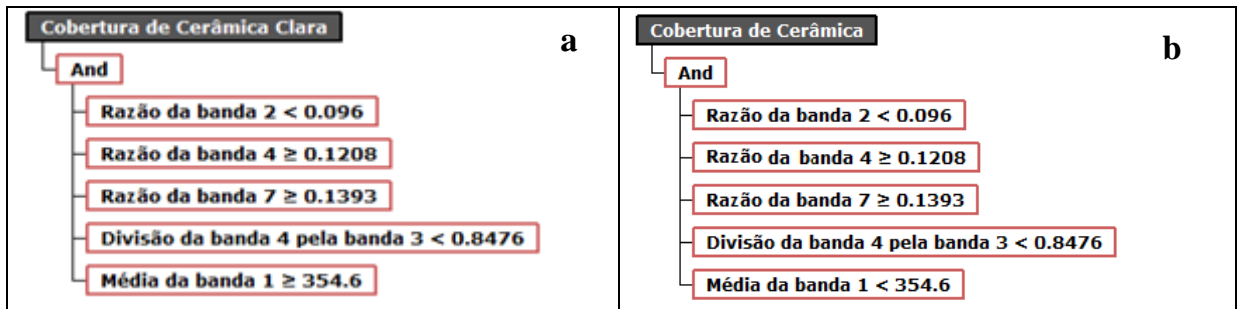 Cobertura de Cerâmica Clara
a
And
Razão da banda 2 < 0.096
Razão da banda 4 ≥ 0.1208
Razão da banda 7 ≥ 0.1393
Divisão da banda 4 pela banda 3 < 0.8476
Média da banda 1 ≥ 354.6
Cobertura de Cerâmica
b
And
Razão da banda 2 < 0.096
Razão da banda 4 ≥ 0.1208
Razão da banda 7 ≥ 0.1393
Divisão da banda 4 pela banda 3 < 0.8476
Média da banda 1 < 354.6